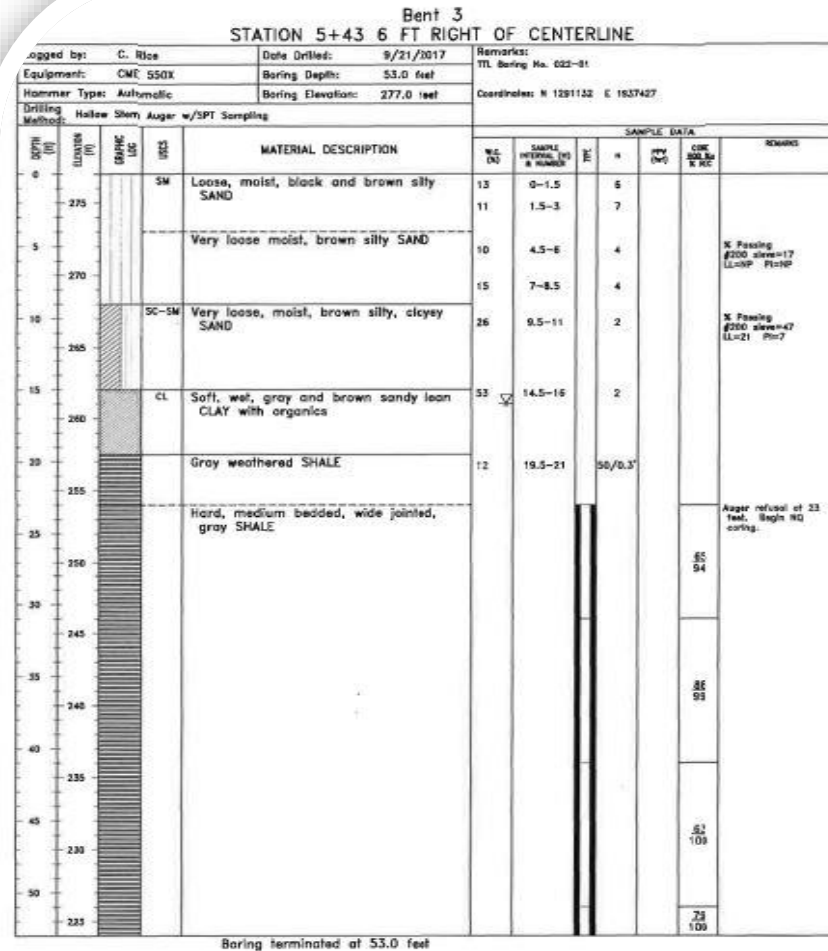 Bent 3
STATION 5+43 6 FT RIGHT OF CENTERLINE
ogged by: C. Rice Date Drilled: 9/21/2017 Remarks:
TTL Boring No. 022-01
Equipment: CME 550X Boring Depth: 53.0 feet
Hammer Type: Automatic Boring Elevation: 277.0 feet Coordinates: N 1291132 E 1937427
Drilling Method: Hollow Stem Auger w/SPT Sampling
SAMPLE DATA
DEPTH (ft) ELEVATION (ft) GRAPHIC LOG USCS MATERIAL DESCRIPTION W.C. (%) SAMPLE INTERVAL (ft) & NUMBER TYPE N PPV (tsf) CORE % REC REMARKS
0 SM Loose, moist, black and brown silty 13 0-1.5 6
SAND
275 11 1.5-3 7
5 Very loose moist, brown silty SAND 10 4.5-6 4 % Passing
#200 sieve=17
LL=NP PI=NP
270 15 7-8.5 4
10 SC-SM Very loose, moist, brown silty, clayey 26 9.5-11 2 % Passing
SAND #200 sieve=47
LL=21 PI=7
265
15 CL Soft, wet, gray and brown sandy lean 53 14.5-16 2
CLAY with organics
260
20 Gray weathered SHALE 12 19.5-21 50/0.3'
255
Hard, medium bedded, wide jointed, Auger refusal at 23
gray SHALE feet. Begin NQ
coring.
25
250 94
30
245
35
86
240 99
40
235
45
230 100
50
225 100
Boring terminated at 53.0 feet